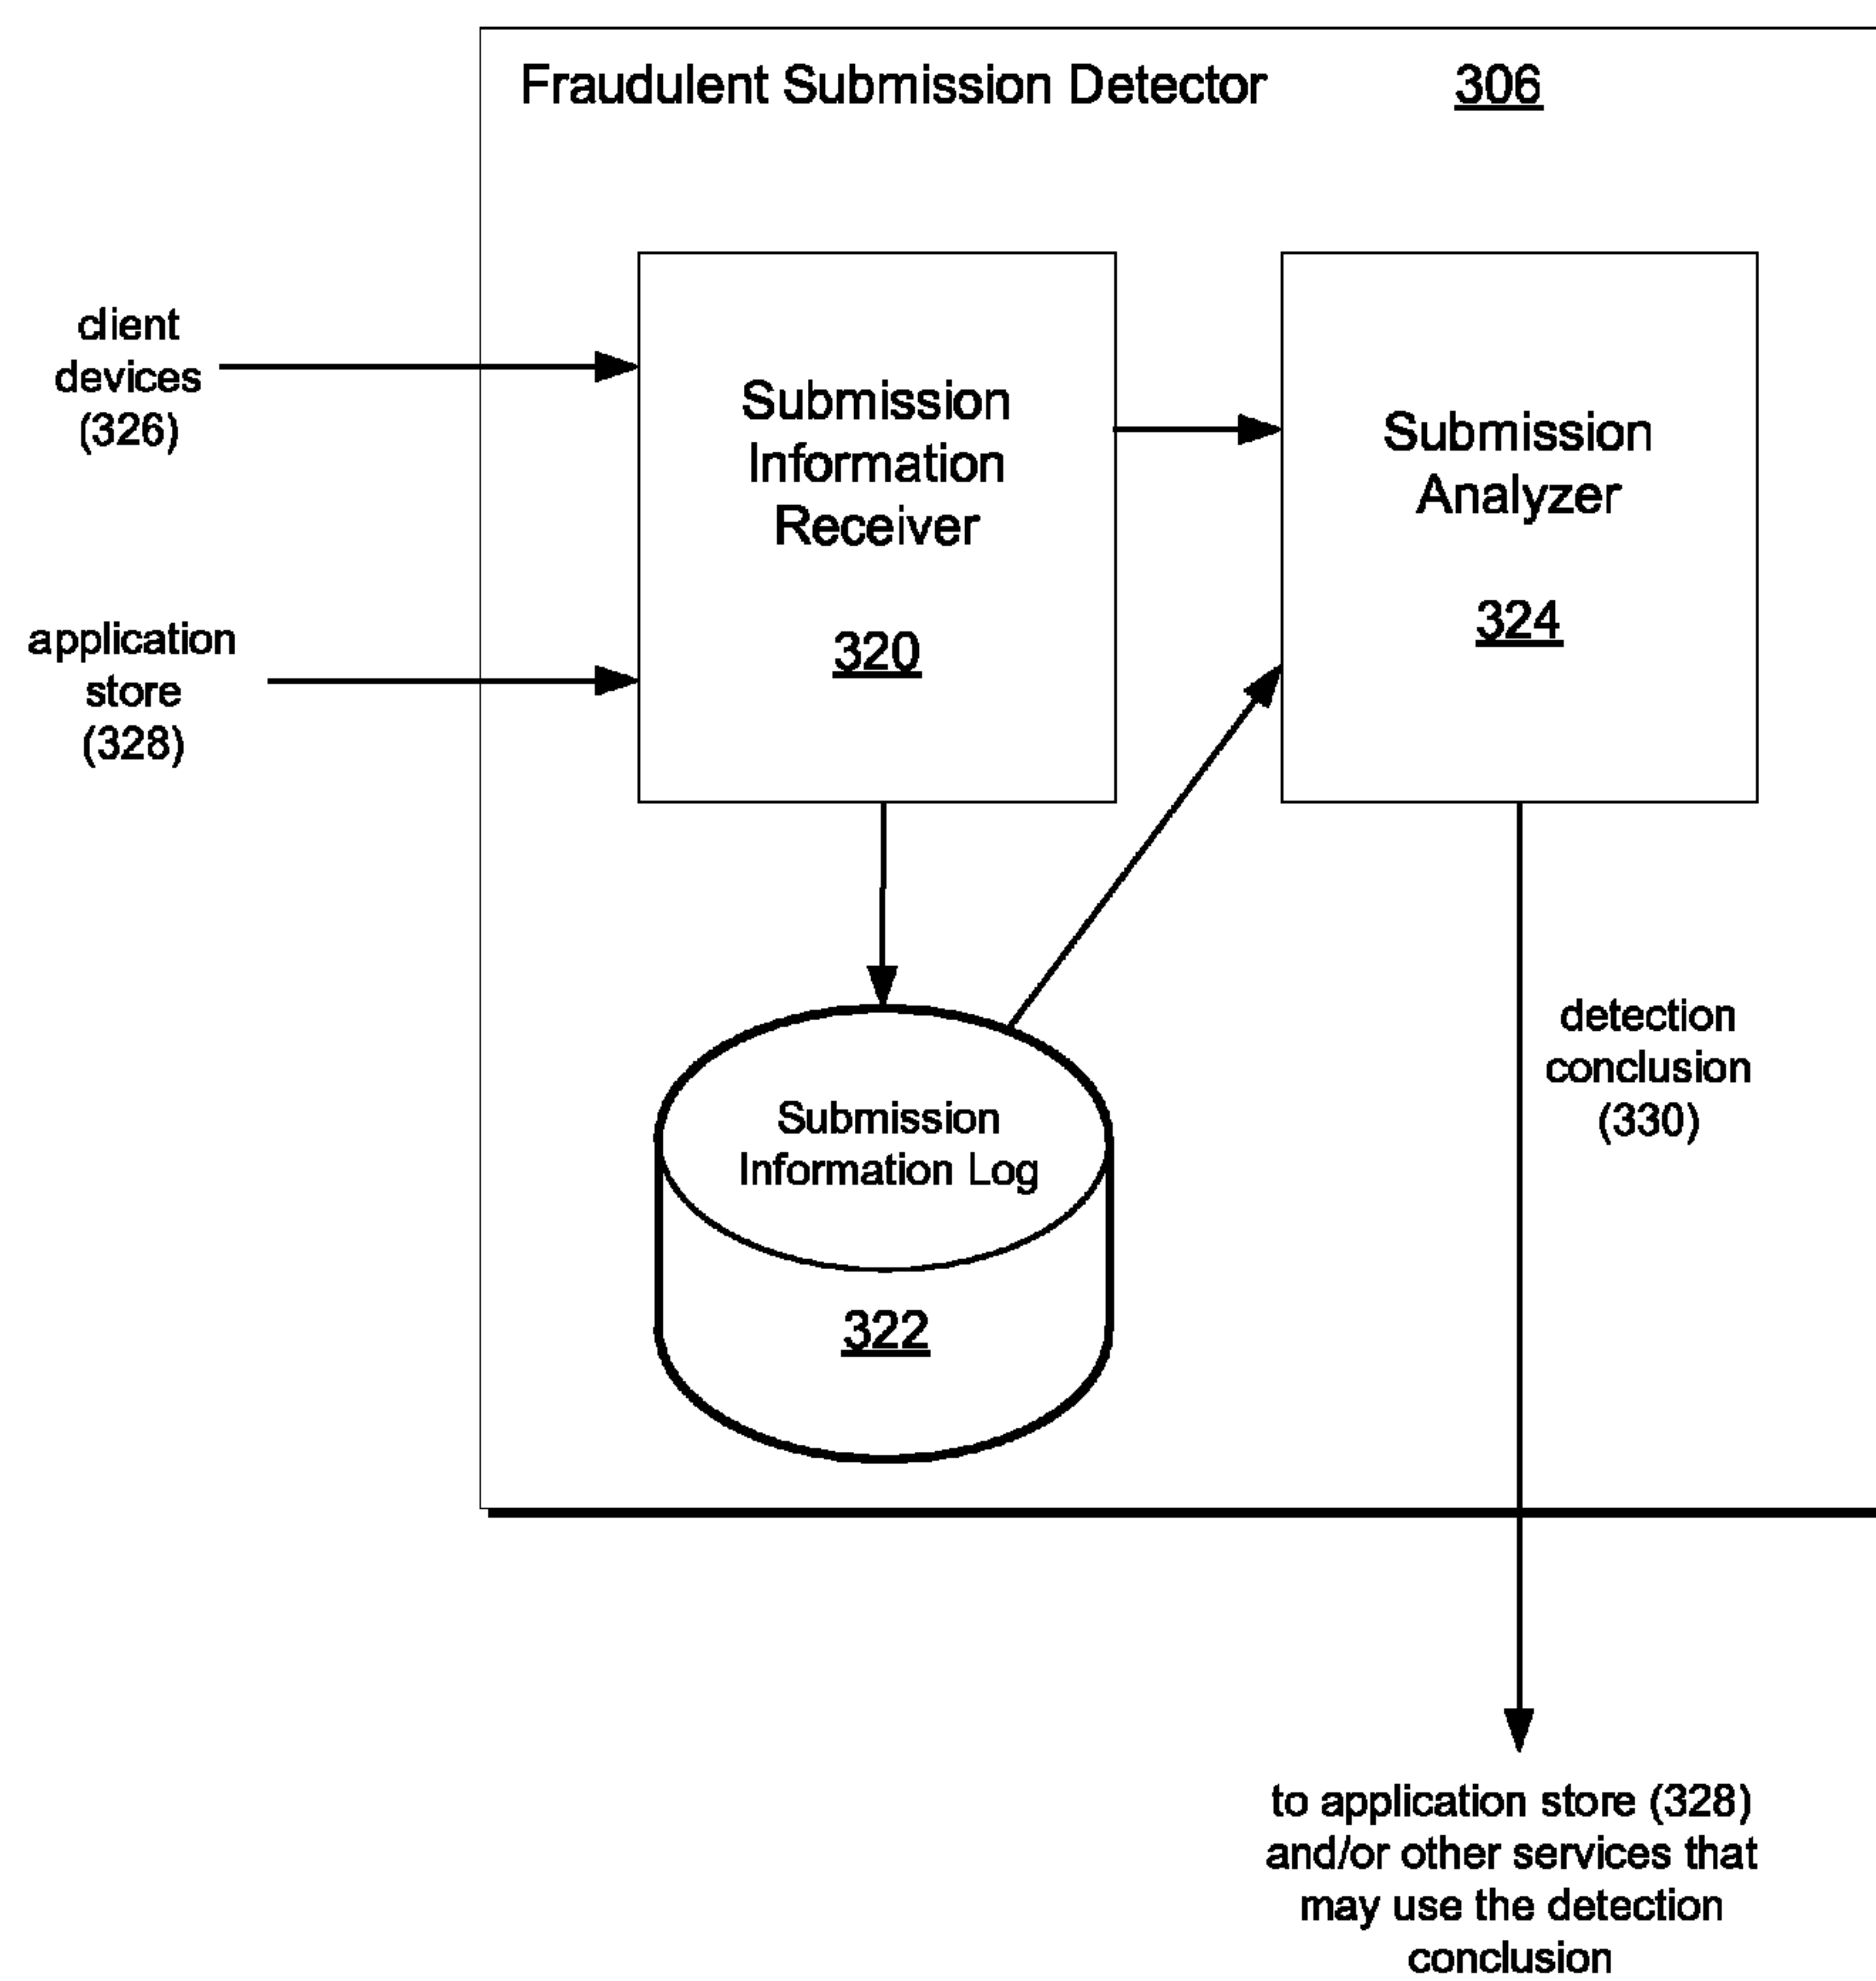 Fraudulent Submission Detector 306
client
devices
(326)
application
store
(328)
Submission
Information
Receiver
320
Submission
Analyzer
324
Submission
Information Log
322
detection
conclusion
(330)
to application store (328)
and/or other services that
may use the detection
conclusion